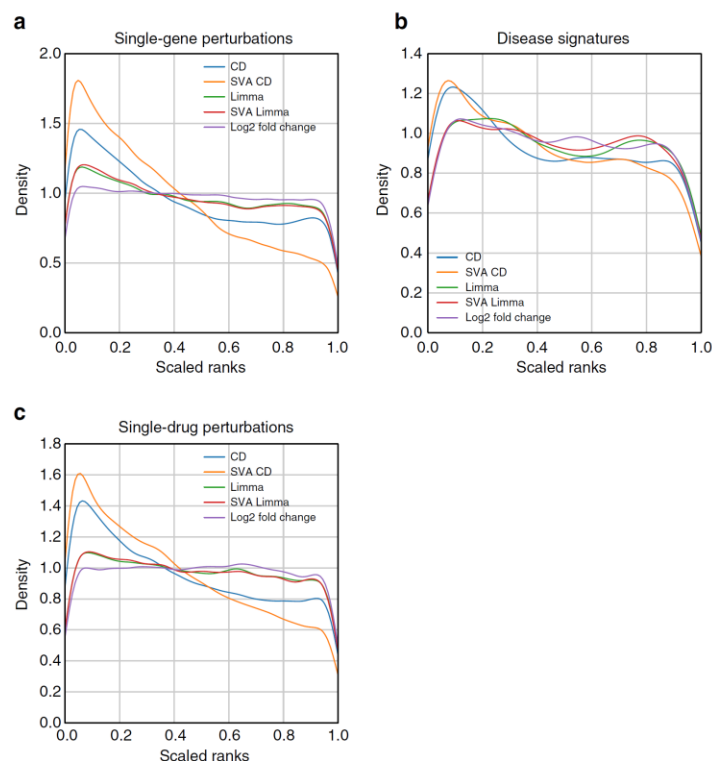 a
Single-gene perturbations
2.0
1.5
1.0
0.5
0.0
Density
CD
SVA CD
Limma
SVA Limma
Log2 fold change
0.0 0.2 0.4 0.6 0.8 1.0
Scaled ranks
b
Disease signatures
1.4
1.2
1.0
0.8
0.6
0.4
0.2
0.0
Density
CD
SVA CD
Limma
SVA Limma
Log2 fold change
0.0 0.2 0.4 0.6 0.8 1.0
Scaled ranks
c
Single-drug perturbations
1.8
1.6
1.4
1.2
1.0
0.8
0.6
0.4
0.2
0.0
Density
CD
SVA CD
Limma
SVA Limma
Log2 fold change
0.0 0.2 0.4 0.6 0.8 1.0
Scaled ranks